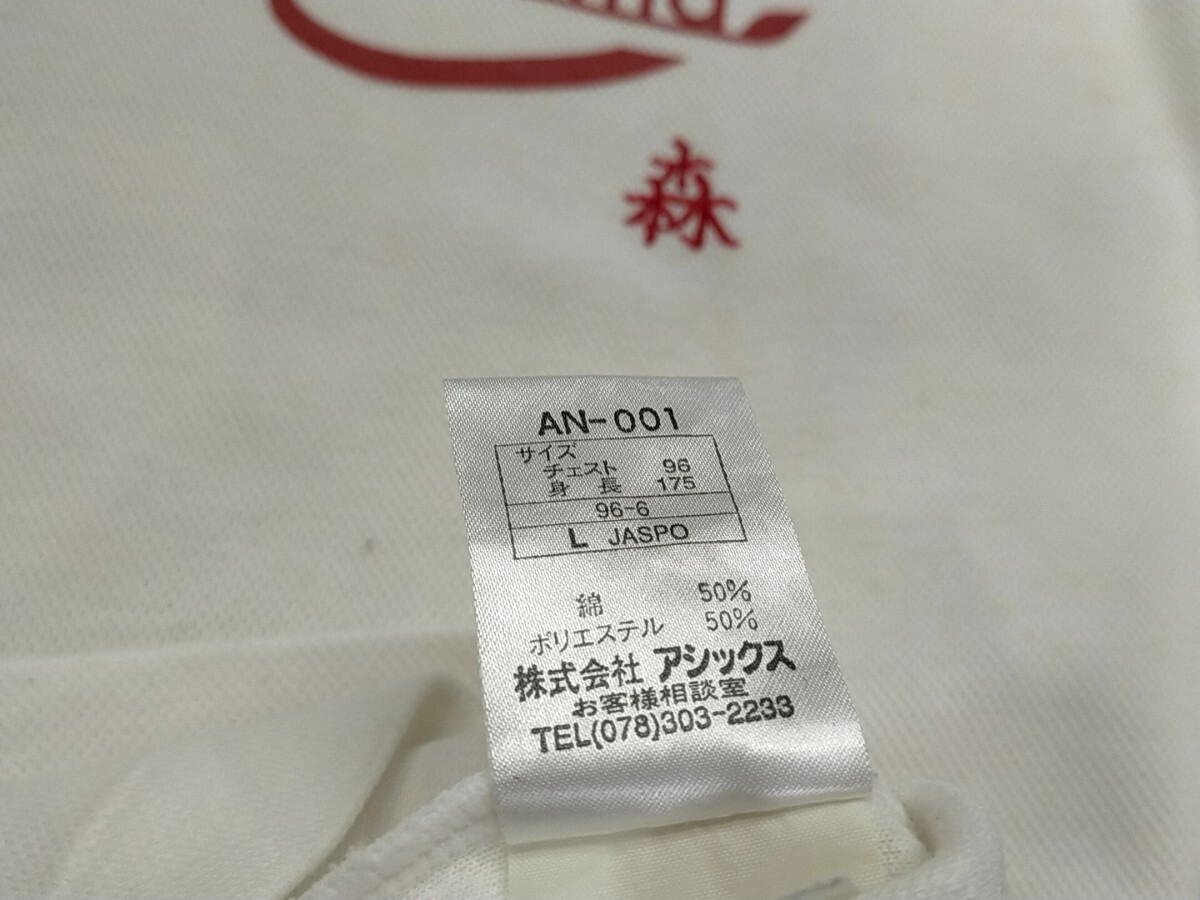 森
AN-001
サイズ
チェスト 96
身長 175
96-6
L JASPO
綿 50%
ポリエステル 50%
株式会社 アシックス
お客様相談室
TEL(078)303-2233